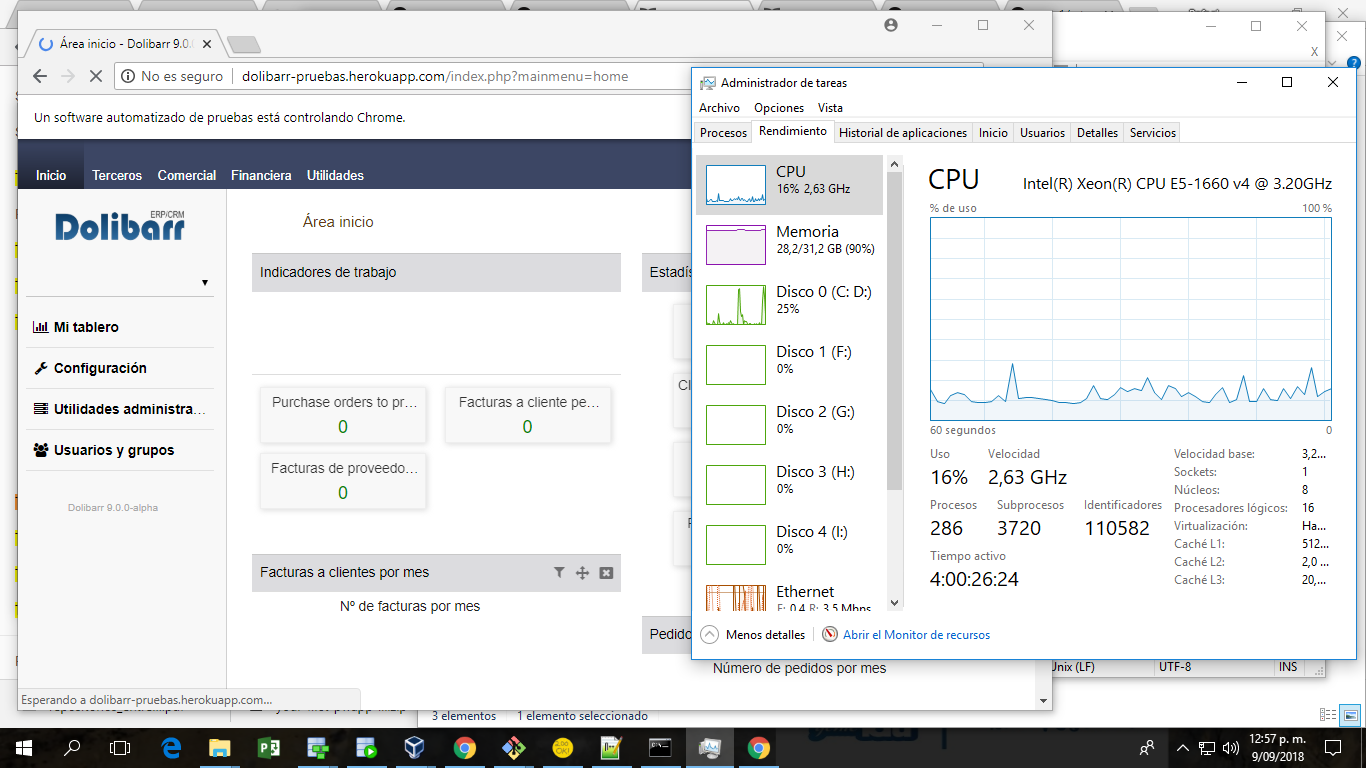 Área inicio - Dolibarr 9.0.
No es seguro | dolibarr-pruebas.herokuapp.com/index.php?mainmenu=home
Un software automatizado de pruebas está controlando Chrome.
Inicio Terceros Comercial Financiera Utilidades
Dolibarr ERP/CRM
Mi tablero
Configuración
Utilidades administra...
Usuarios y grupos
Dolibarr 9.0.0-alpha
Área inicio
Indicadores de trabajo
Purchase orders to pr...
0
Facturas a cliente pe...
0
Facturas de proveedo...
0
Facturas a clientes por mes
Nº de facturas por mes
Estadís
Cl
Pedido
Número de pedidos por mes
Esperando a dolibarr-pruebas.herokuapp.com...
Administrador de tareas
Archivo Opciones Vista
Procesos Rendimiento Historial de aplicaciones Inicio Usuarios Detalles Servicios
CPU
16% 2,63 GHz
Memoria
28,2/31,2 GB (90%)
Disco 0 (C: D:)
25%
Disco 1 (F:)
0%
Disco 2 (G:)
0%
Disco 3 (H:)
0%
Disco 4 (I:)
0%
Ethernet
E: 0,4 R: 3,5 Mbps
CPU Intel(R) Xeon(R) CPU E5-1660 v4 @ 3.20GHz
% de uso 100 %
60 segundos 0
Uso Velocidad
16% 2,63 GHz
Procesos Subprocesos Identificadores
286 3720 110582
Tiempo activo
4:00:26:24
Velocidad base: 3,2...
Sockets: 1
Núcleos: 8
Procesadores lógicos: 16
Virtualización: Ha...
Caché L1: 512...
Caché L2: 2,0 ...
Caché L3: 20,...
Menos detalles | Abrir el Monitor de recursos
Unix (LF) UTF-8 INS
3 elementos 1 elemento seleccionado
12:57 p. m.
9/09/2018